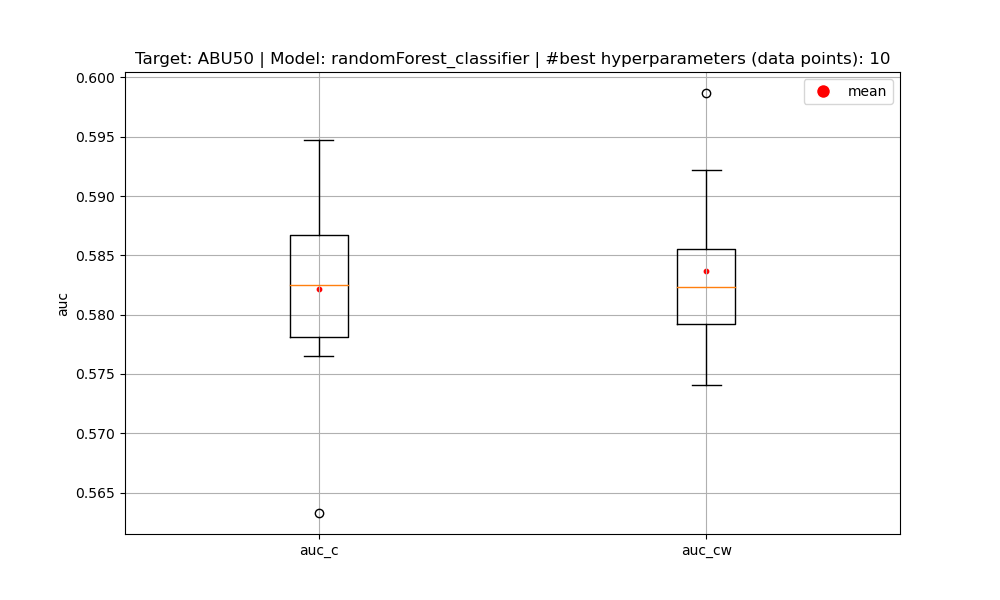 Target: ABU50 | Model: randomForest_classifier | #best hyperparameters (data points): 10
0.600
0.595
0.590
0.585
0.580
0.575
0.570
0.565
auc
mean
auc_c
auc_cw